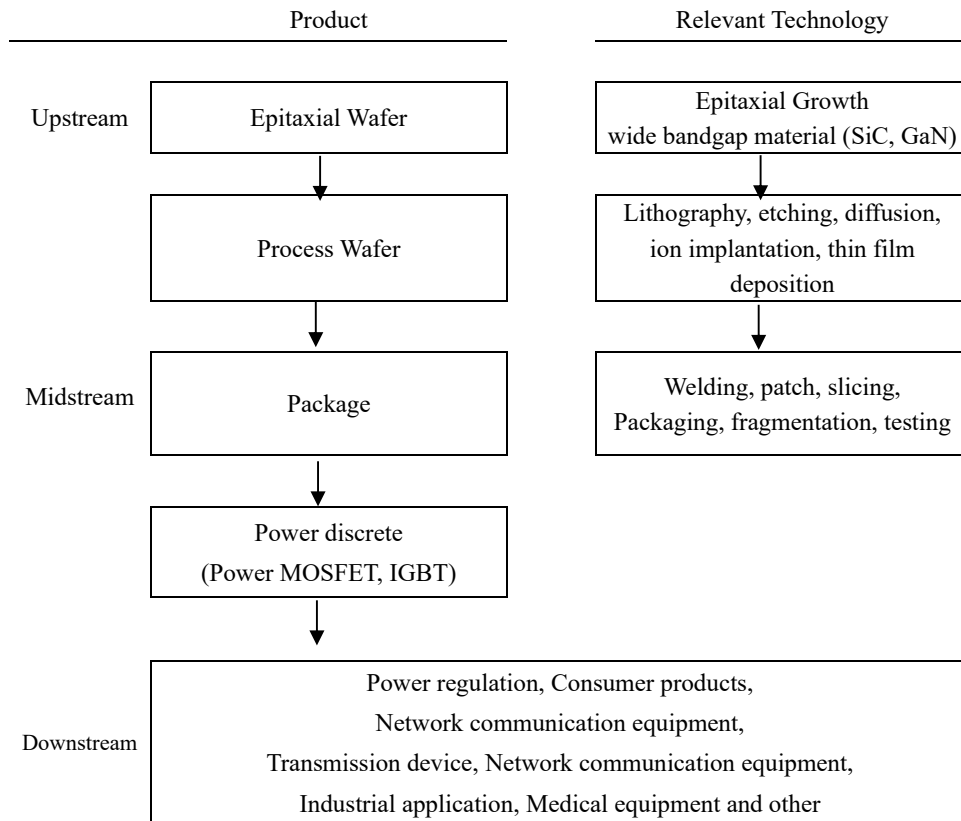 Product
Relevant Technology
Upstream
Epitaxial Wafer
Epitaxial Growth
wide bandgap material (SiC, GaN)
Process Wafer
Lithography, etching, diffusion,
ion implantation, thin film
deposition
Midstream
Package
Welding, patch, slicing,
Packaging, fragmentation, testing
Power discrete
(Power MOSFET, IGBT)
Downstream
Power regulation, Consumer products,
Network communication equipment,
Transmission device, Network communication equipment,
Industrial application, Medical equipment and other